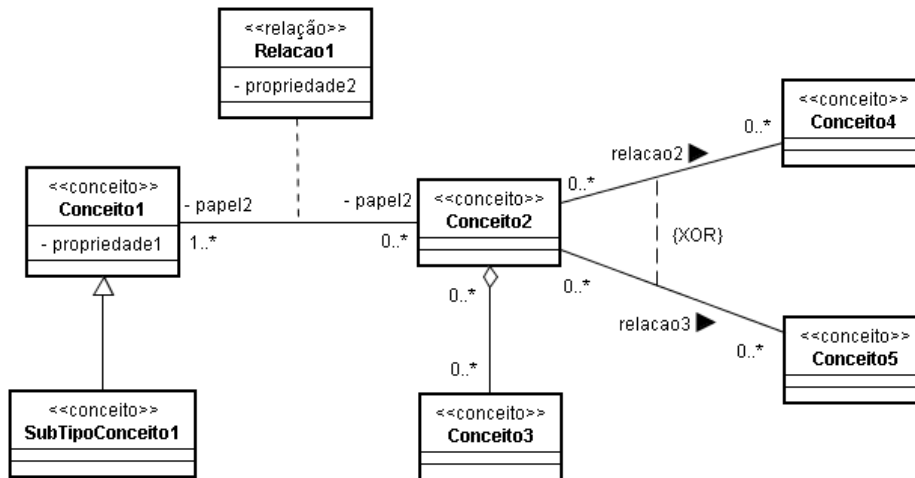 <<relação>>
Relacao1
- propriedade2
<<conceito>>
Conceito4
0..*
relacao2 ▶
0..*
<<conceito>>
Conceito1
- propriedade1
- papel2
1..*
- papel2
0..*
<<conceito>>
Conceito2
{XOR}
0..*
0..*
relacao3 ▶
0..*
<<conceito>>
Conceito5
0..*
<<conceito>>
SubTipoConceito1
<<conceito>>
Conceito3